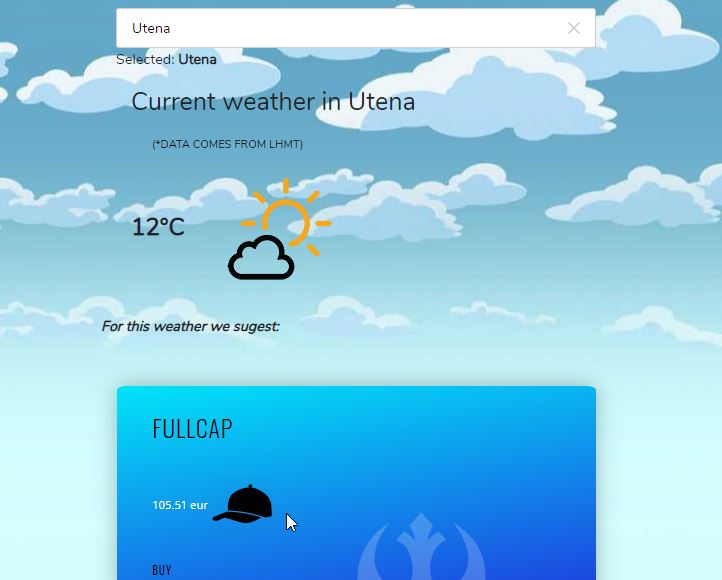 Utena
Selected: Utena
Current weather in Utena
(*DATA COMES FROM LHMT)
12°C
For this weather we sugest:
FULLCAP
105.51 eur
BUY